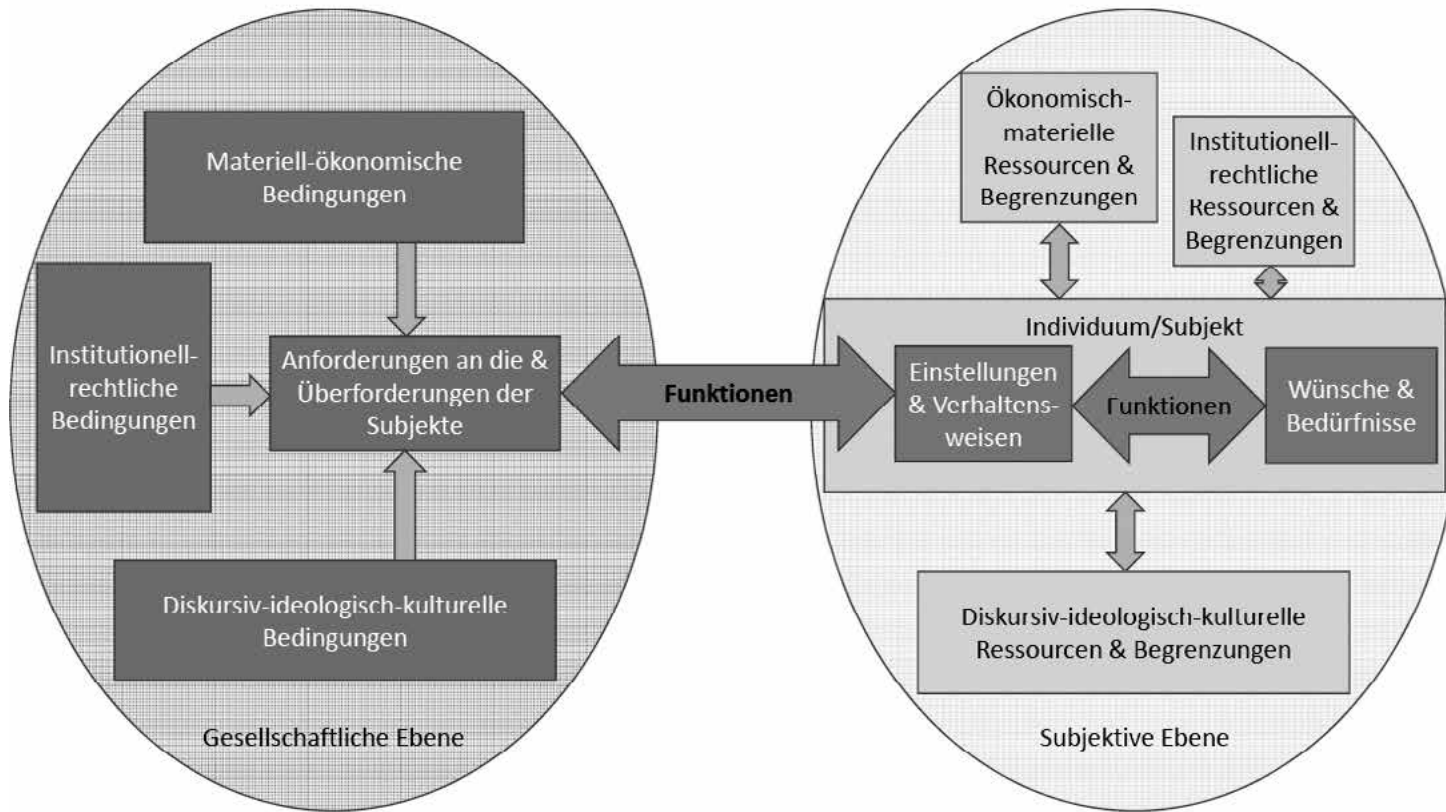 Materiell-ökonomische
Bedingungen
Institutionell-
rechtliche
Bedingungen
Anforderungen an die &
Überforderungen der
Subjekte
Diskursiv-ideologisch-kulturelle
Bedingungen
Gesellschaftliche Ebene
Funktionen
Ökonomisch-
materielle
Ressourcen &
Begrenzungen
Institutionell-
rechtliche
Ressourcen &
Begrenzungen
Individuum/Subjekt
Einstellungen
& Verhaltens-
weisen
Funktionen
Wünsche &
Bedürfnisse
Diskursiv-ideologisch-kulturelle
Ressourcen & Begrenzungen
Subjektive Ebene